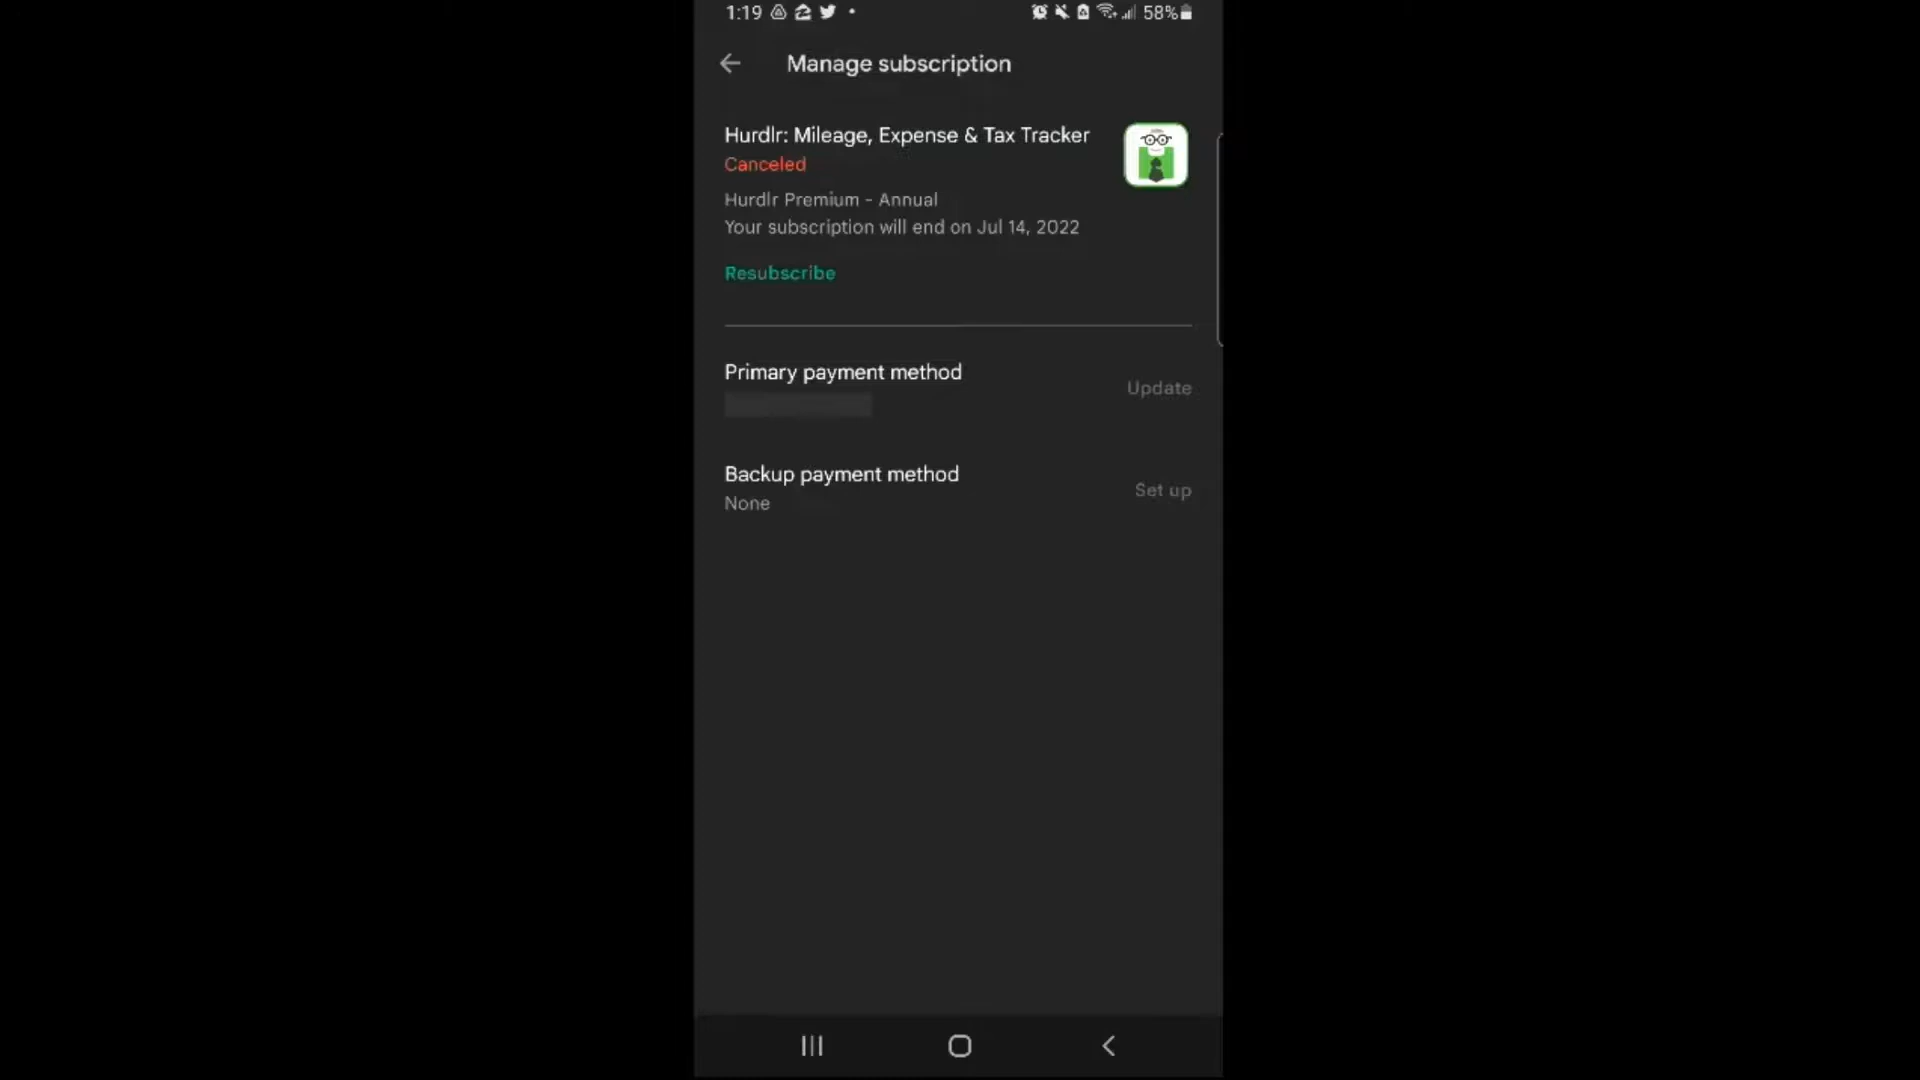 1:19 58%
Manage subscription
Hurdlr: Mileage, Expense & Tax Tracker
Canceled
Hurdlr Premium - Annual
Your subscription will end on Jul 14, 2022
Resubscribe
Primary payment method
Update
Backup payment method
None
Set up